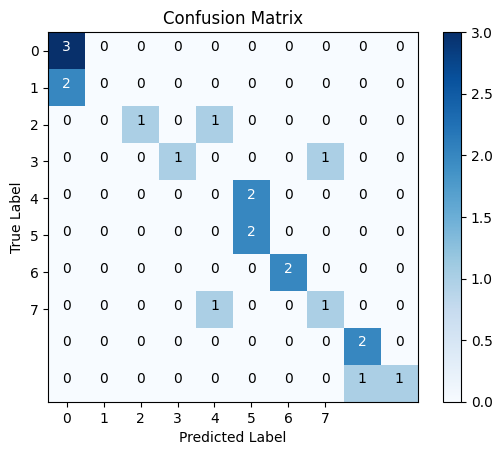 Confusion Matrix
0 3 0 0 0 0 0 0 0 0 0
1 2 0 0 0 0 0 0 0 0 0
2 0 0 1 0 1 0 0 0 0 0
3 0 0 0 1 0 0 0 1 0 0
4 0 0 0 0 0 2 0 0 0 0
5 0 0 0 0 0 2 0 0 0 0
6 0 0 0 0 0 0 2 0 0 0
7 0 0 0 0 1 0 0 1 0 0
0 0 0 0 0 0 0 0 2 0
0 0 0 0 0 0 0 0 1 1
0 1 2 3 4 5 6 7
Predicted Label
True Label
3.0
2.5
2.0
1.5
1.0
0.5
0.0